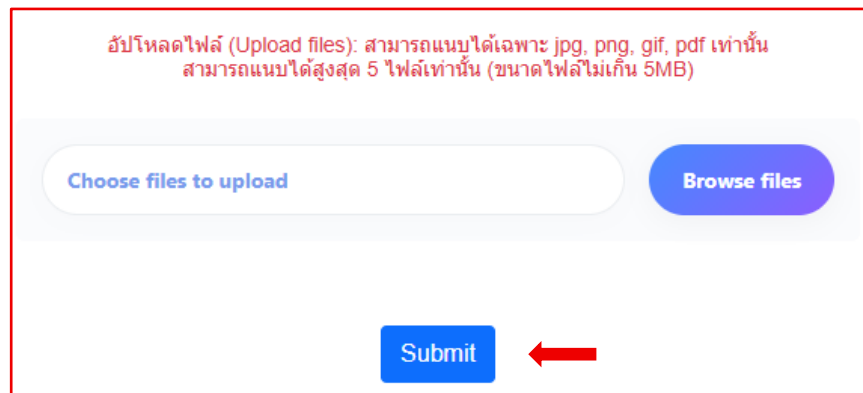 อัปโหลดไฟล์ (Upload files): สามารถแนบได้เฉพาะ jpg, png, gif, pdf เท่านั้น
สามารถแนบได้สูงสุด 5 ไฟล์เท่านั้น (ขนาดไฟล์ไม่เกิน 5MB)
Choose files to upload
Browse files
Submit